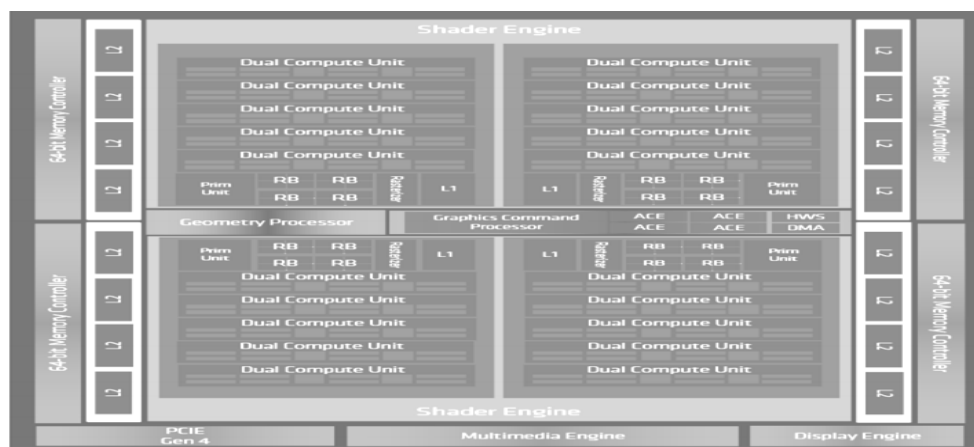 Shader Engine
64-bit Memory Controller
L2
L2
L2
L2
Dual Compute Unit
Dual Compute Unit
Dual Compute Unit
Dual Compute Unit
Dual Compute Unit
Prim Unit
RB RB
RB RB
Rasterizer
L1
Dual Compute Unit
Dual Compute Unit
Dual Compute Unit
Dual Compute Unit
Dual Compute Unit
L1
Rasterizer
RB RB
RB RB
Prim Unit
L2
L2
L2
L2
64-bit Memory Controller
Geometry Processor
Graphics Command
Processor
ACE ACE HWS
ACE ACE DMA
64-bit Memory Controller
L2
L2
L2
L2
Prim Unit
RB RB
RB RB
Rasterizer
L1
Dual Compute Unit
Dual Compute Unit
Dual Compute Unit
Dual Compute Unit
Dual Compute Unit
L1
Rasterizer
RB RB
RB RB
Prim Unit
Dual Compute Unit
Dual Compute Unit
Dual Compute Unit
Dual Compute Unit
Dual Compute Unit
L2
L2
L2
L2
64-bit Memory Controller
Shader Engine
PCIE
Gen 4
Multimedia Engine
Display Engine